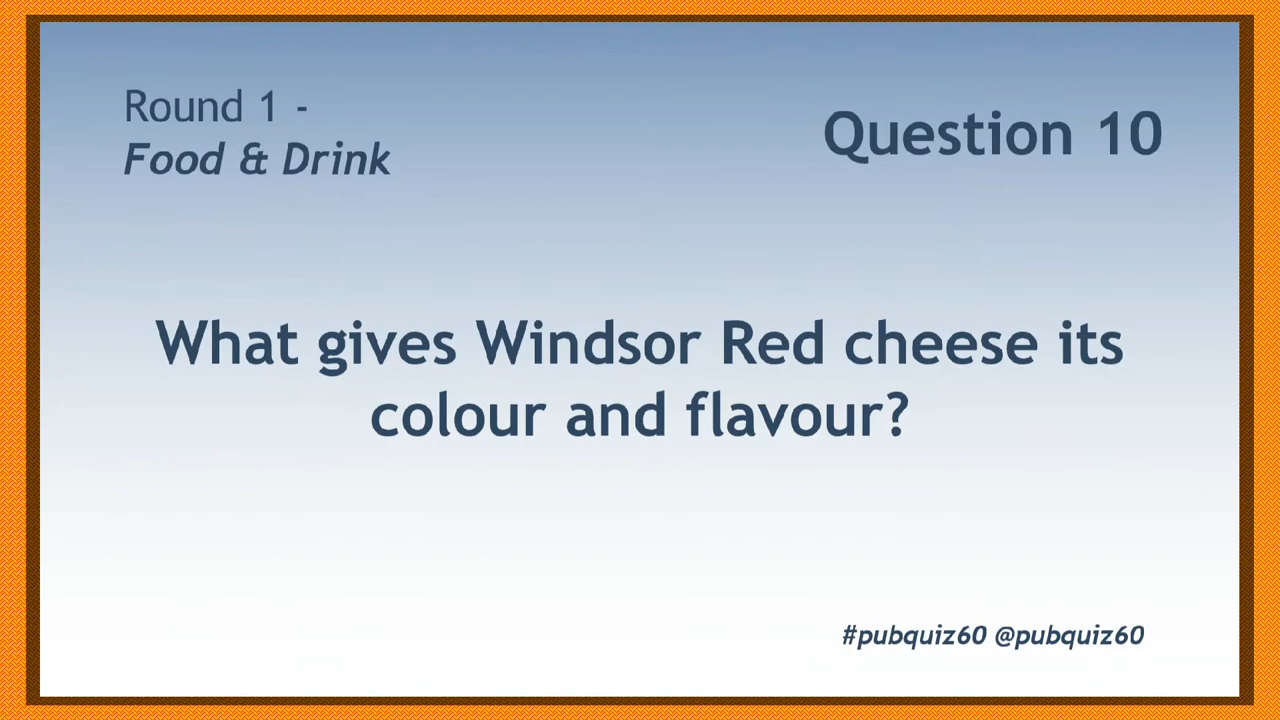 Round 1 -
Food & Drink
Question 10
What gives Windsor Red cheese its
colour and flavour?
#pubquiz60 @pubquiz60